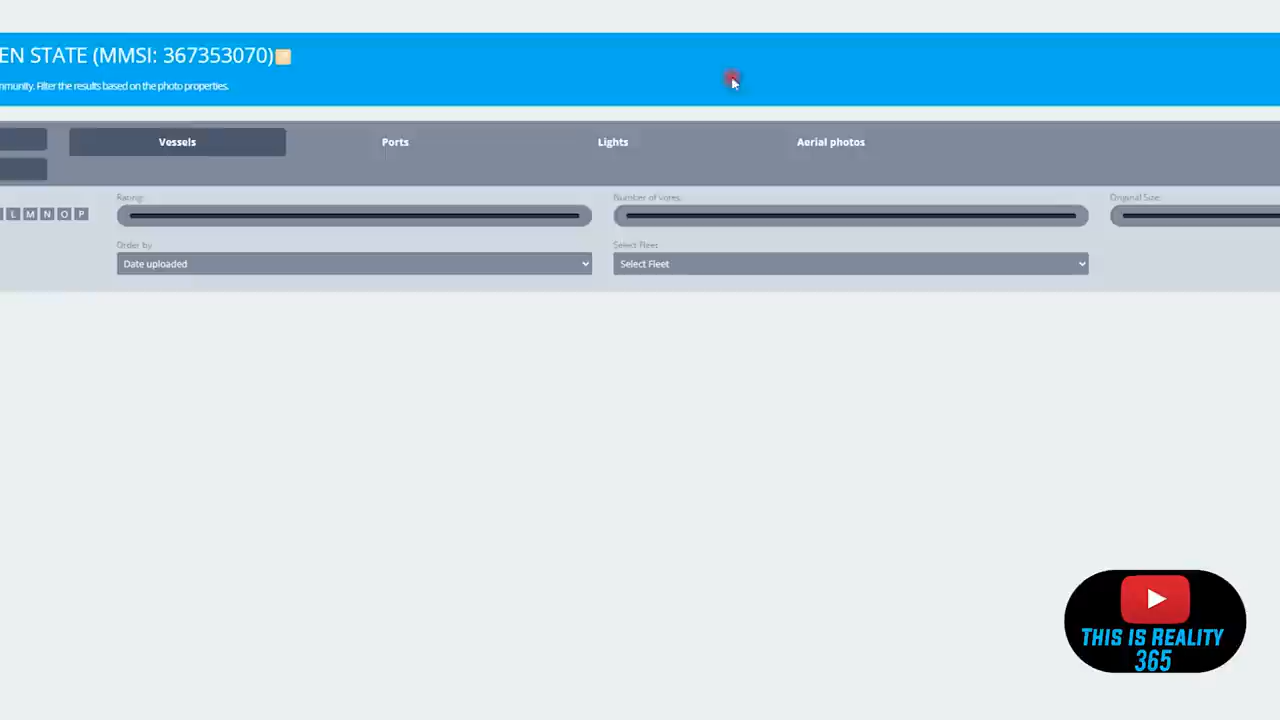 EN STATE (MMSI: 367353070)
mmunity. Filter the results based on the photo properties.
Vessels
Ports
Lights
Aerial photos
L M N O P
Rating:
Number of votes:
Original Size:
Order by:
Select Fleet:
Date uploaded
Select Fleet
THIS IS REALITY
365